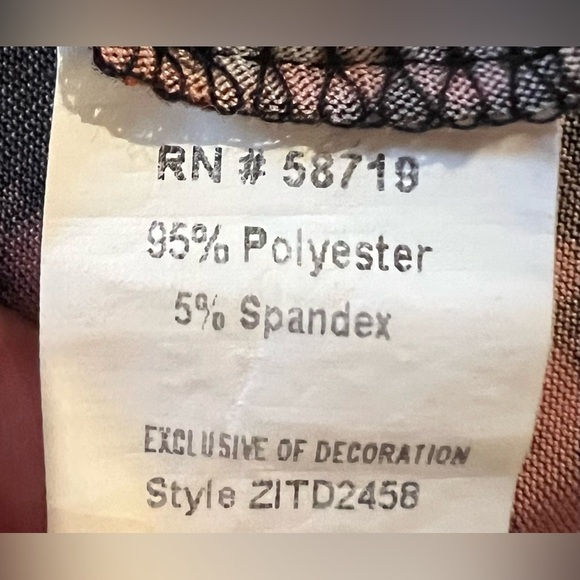 RN # 58719
95% Polyester
5% Spandex
EXCLUSIVE OF DECORATION
Style ZITD2458